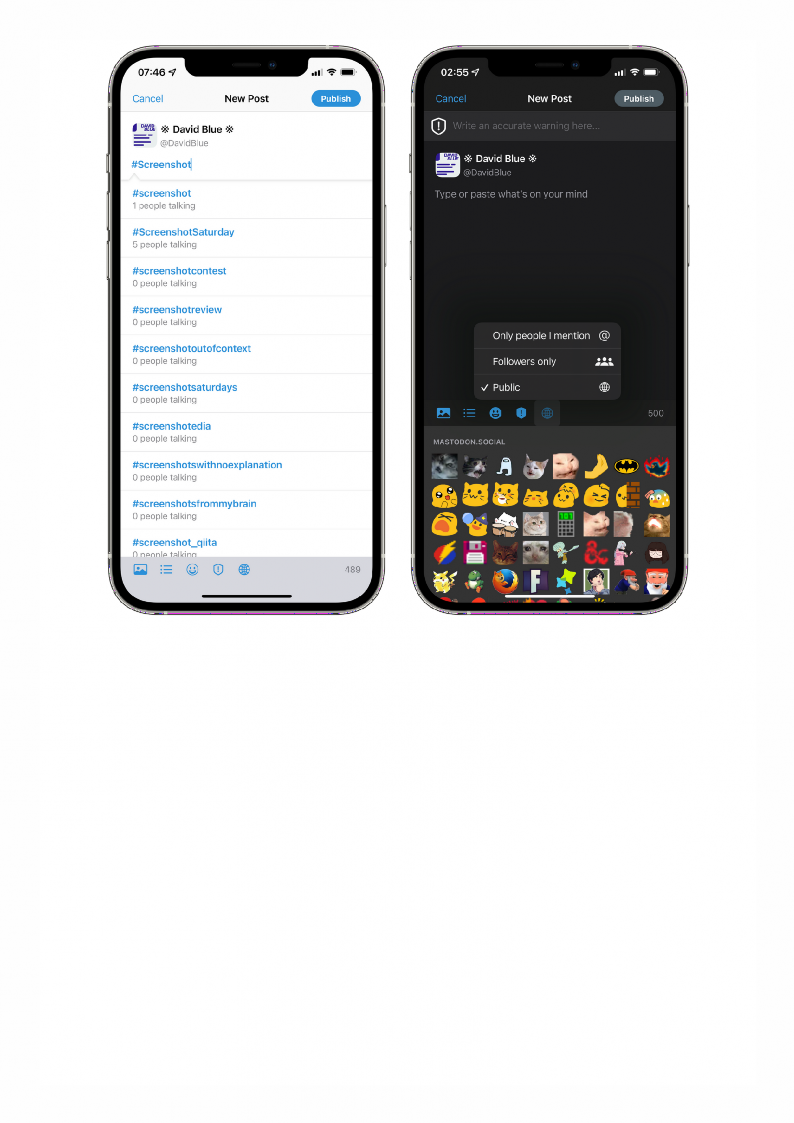 07:46
Cancel
New Post
Publish
DAVID
BLUE
※ David Blue ※
@DavidBlue
#Screenshot
#screenshot
1 people talking
#ScreenshotSaturday
5 people talking
#screenshotcontest
0 people talking
#screenshotreview
0 people talking
#screenshotoutofcontext
0 people talking
#screenshotsaturdays
0 people talking
#screenshotedia
0 people talking
#screenshotswithnoexplanation
0 people talking
#screenshotsfrommybrain
0 people talking
#screenshot_qiita
0 people talking
489
02:55
Cancel
New Post
Publish
Write an accurate warning here...
DAVID
BLUE
※ David Blue ※
@DavidBlue
Type or paste what's on your mind
Only people I mention @
Followers only
Public
500
MASTODON.SOCIAL